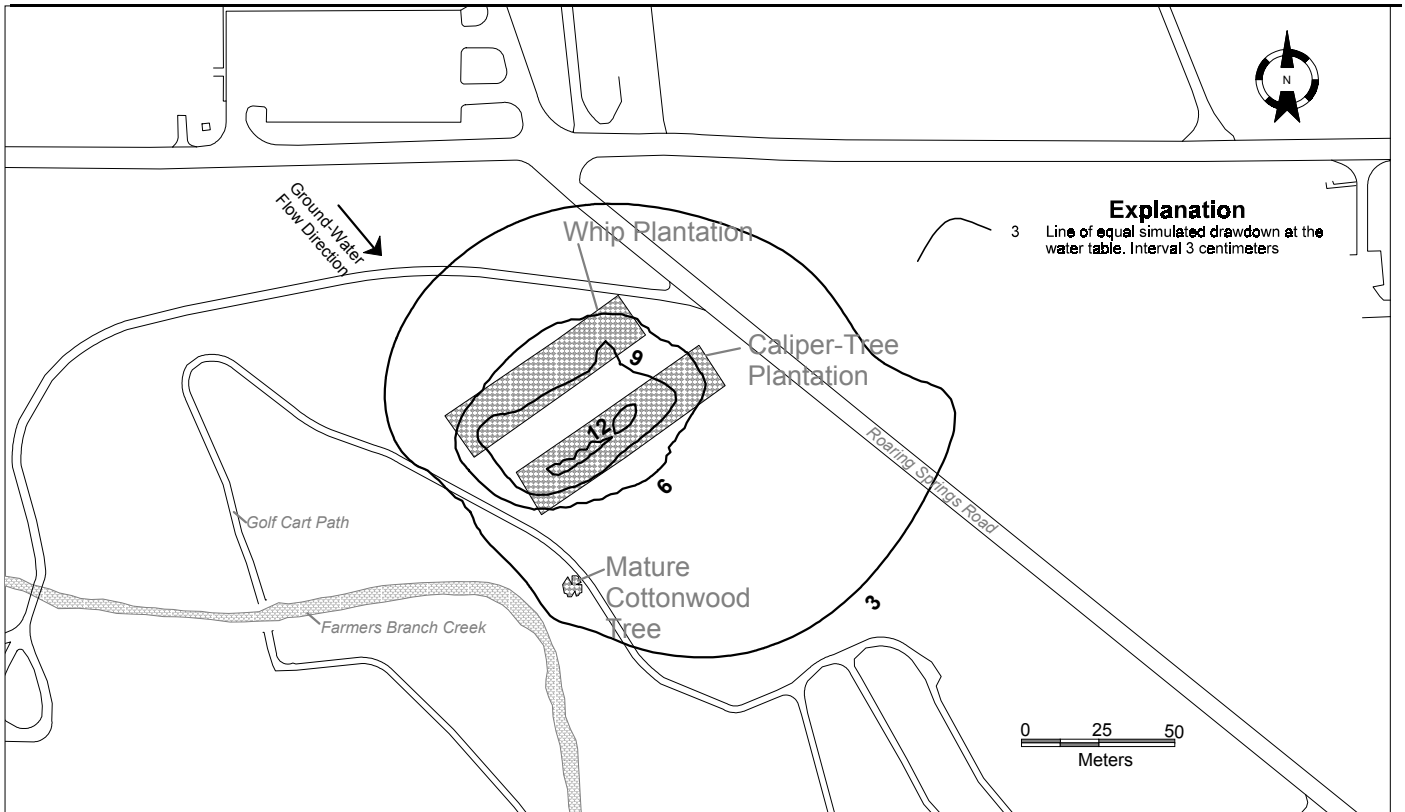 N
Ground-Water
Flow Direction
Whip Plantation
Explanation
3 Line of equal simulated drawdown at the
water table. Interval 3 centimeters
Caliper-Tree
Plantation
9
12
6
Roaring Springs Road
Golf Cart Path
Mature
Cottonwood
Tree
3
Farmers Branch Creek
0 25 50
Meters